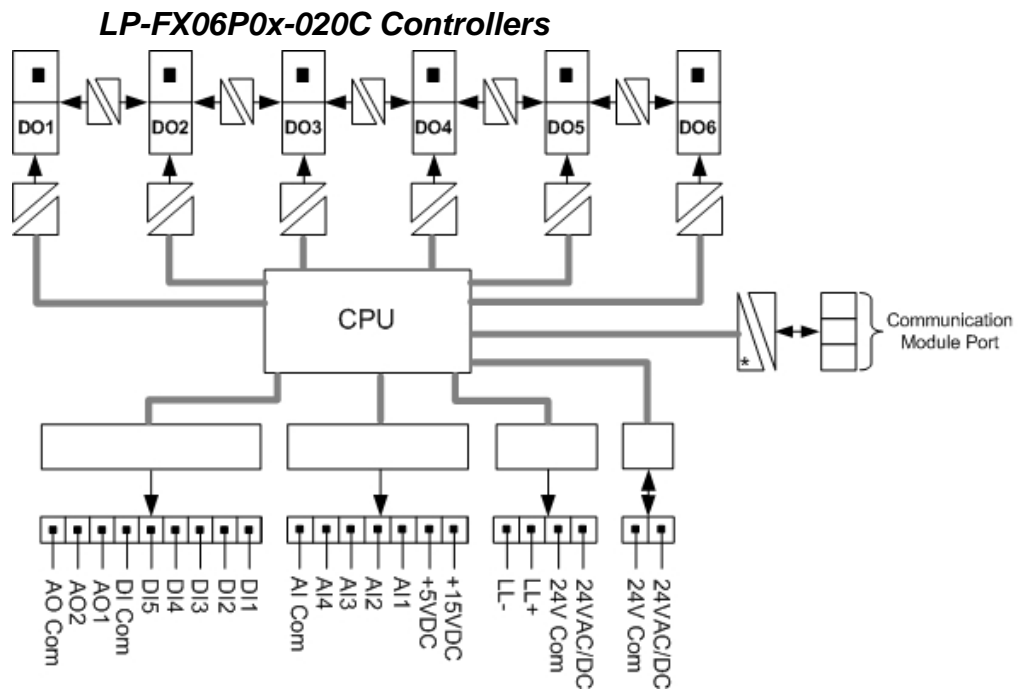 LP-FX06P0x-020C Controllers
DO1 DO2 DO3 DO4 DO5 DO6
CPU
*
Communication
Module Port
AO Com
AO2
AO1
DI Com
DI5
DI4
DI3
DI2
DI1
AI Com
AI4
AI3
AI2
AI1
+5VDC
+15VDC
LL-
LL+
24V Com
24VAC/DC
24V Com
24VAC/DC